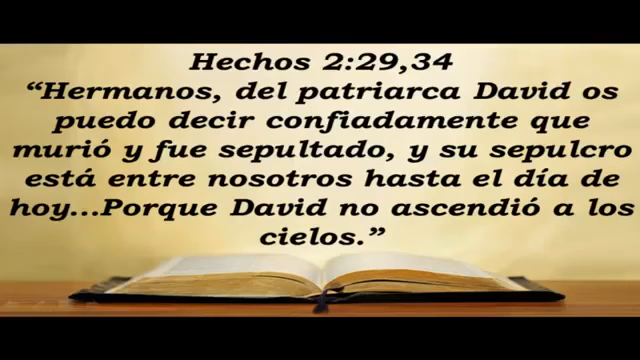 Hechos 2:29,34
“Hermanos, del patriarca David os
puedo decir confiadamente que
murió y fue sepultado, y su sepulcro
está entre nosotros hasta el día de
hoy...Porque David no ascendió a los
cielos.”